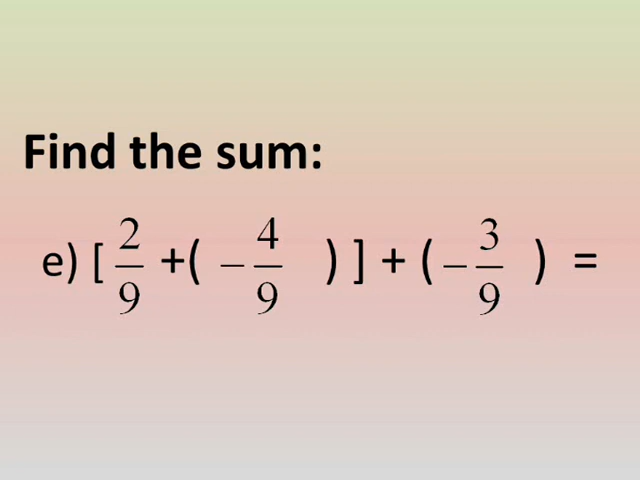 Find the sum:
e) [ 2/9 +( − 4/9 ) ] + ( − 3/9 ) =